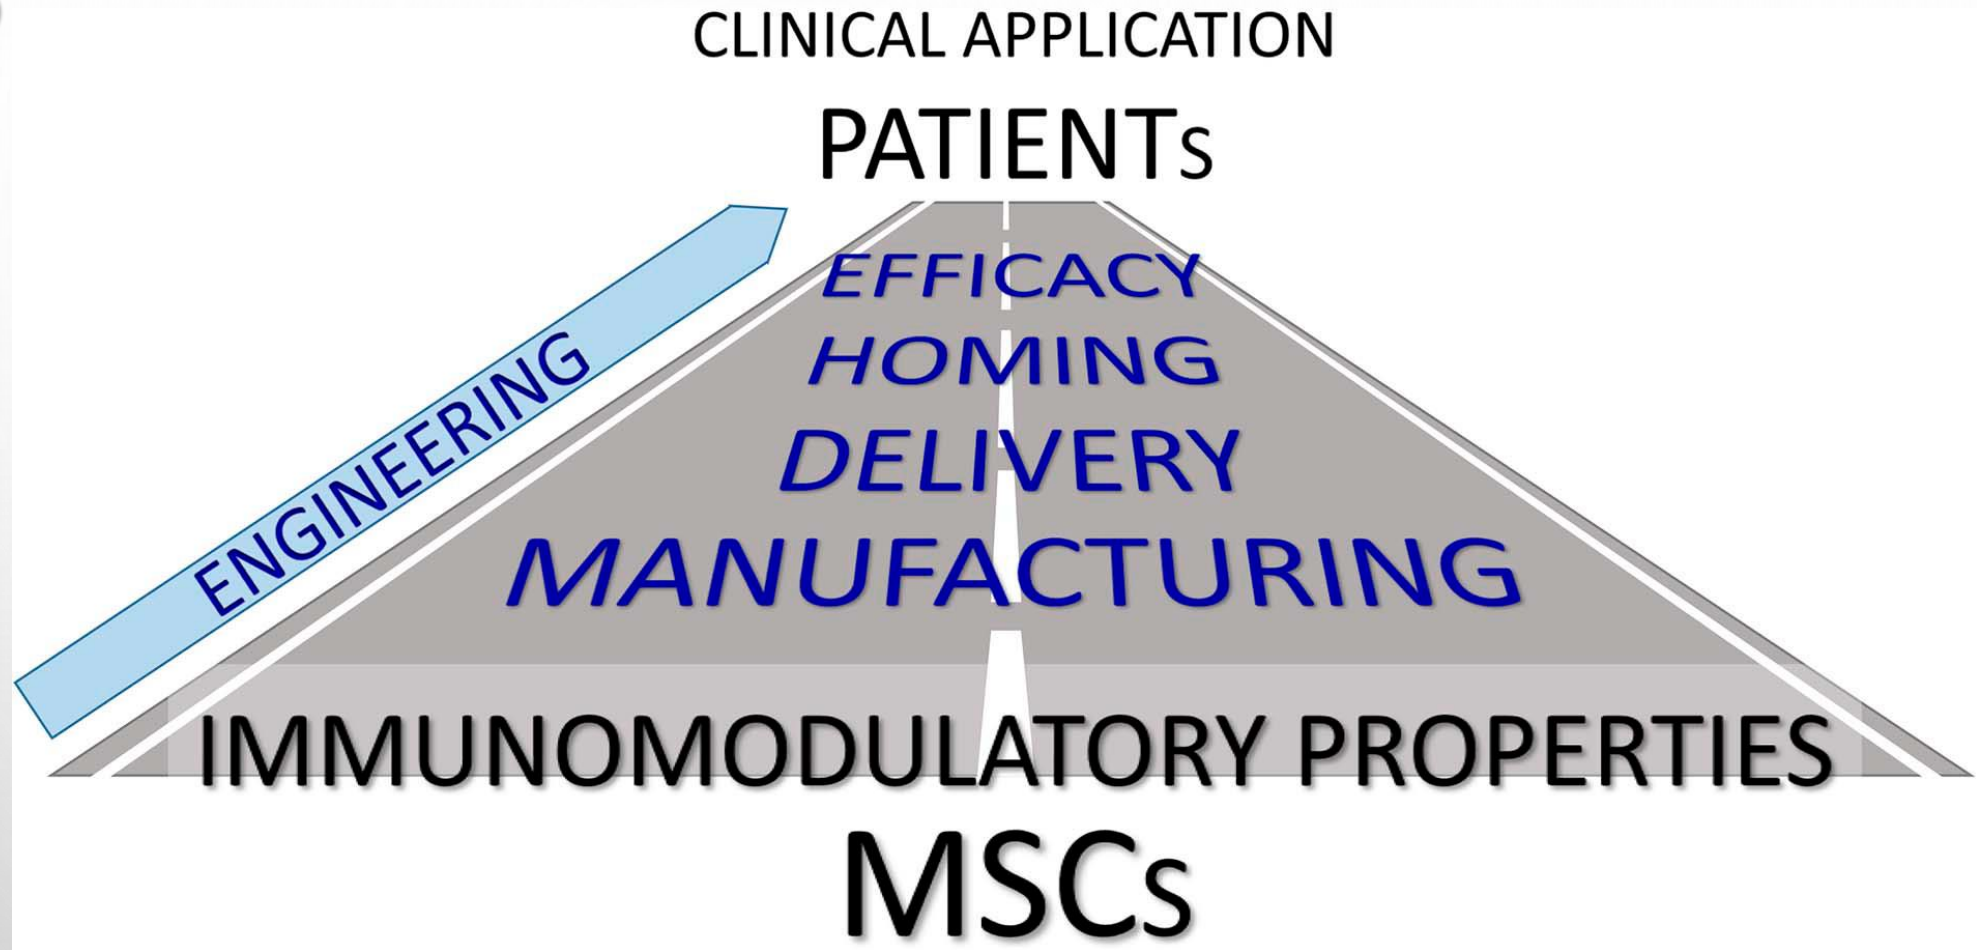 CLINICAL APPLICATION
PATIENTs
EFFICACY
HOMING
DELIVERY
MANUFACTURING
ENGINEERING
IMMUNOMODULATORY PROPERTIES
MSCs